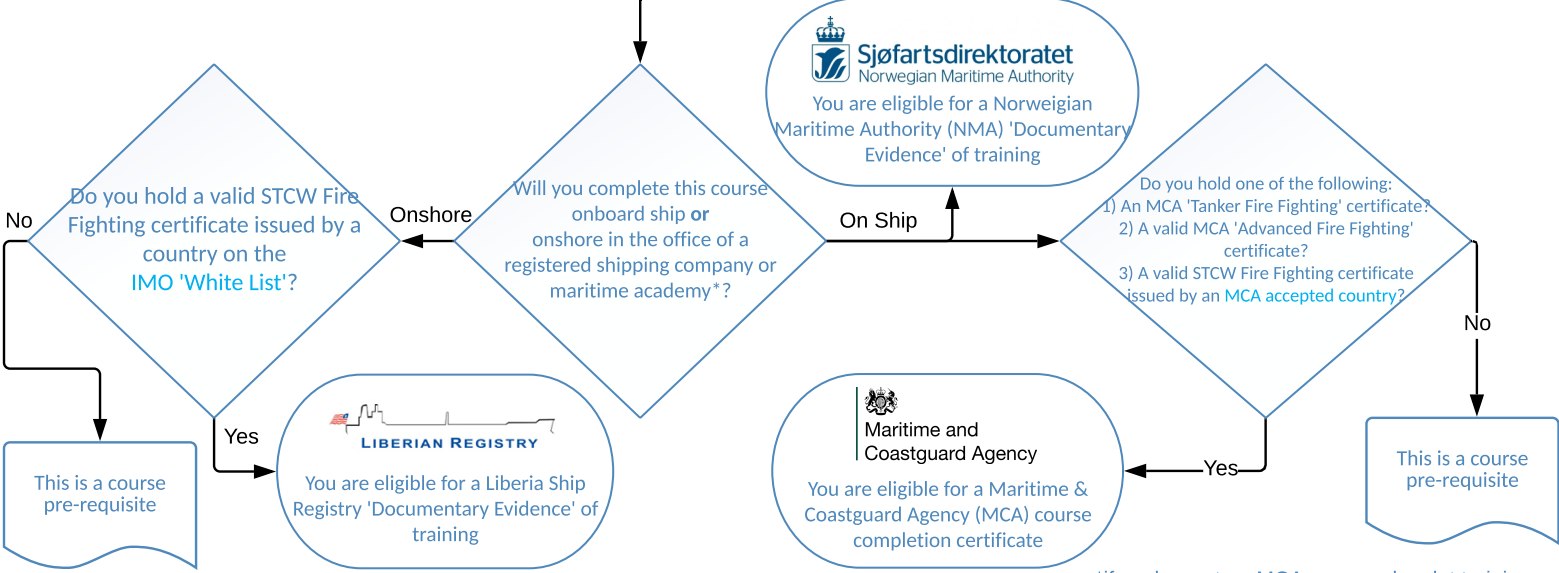 Sjøfartsdirektoratet
Norwegian Maritime Authority
You are eligible for a Norweigian
Maritime Authority (NMA) 'Documentary
Evidence' of training
No
Do you hold a valid STCW Fire
Fighting certificate issued by a
country on the
IMO 'White List'?
Onshore
Will you complete this course
onboard ship or
onshore in the office of a
registered shipping company or
maritime academy*?
On Ship
Do you hold one of the following:
1) An MCA 'Tanker Fire Fighting' certificate?
2) A valid MCA 'Advanced Fire Fighting'
certificate?
3) A valid STCW Fire Fighting certificate
issued by an MCA accepted country?
No
Yes
This is a course
pre-requisite
LIBERIAN REGISTRY
You are eligible for a Liberia Ship
Registry 'Documentary Evidence' of
training
Maritime and
Coastguard Agency
You are eligible for a Maritime &
Coastguard Agency (MCA) course
completion certificate
Yes
This is a course
pre-requisite